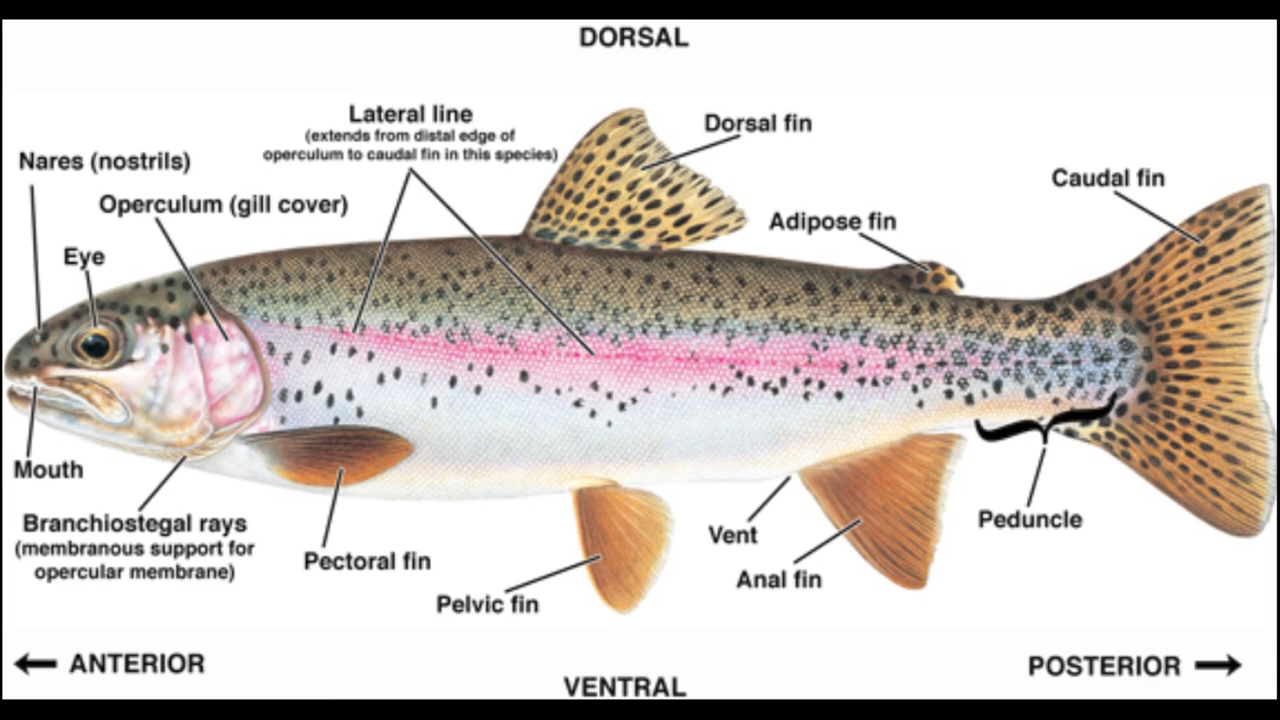 DORSAL
Lateral line
(extends from distal edge of
operculum to caudal fin in this species)
Dorsal fin
Nares (nostrils)
Caudal fin
Operculum (gill cover)
Adipose fin
Eye
Mouth
Branchiostegal rays
(membranous support for
opercular membrane)
Pectoral fin
Pelvic fin
Vent
Anal fin
Peduncle
ANTERIOR
POSTERIOR
VENTRAL